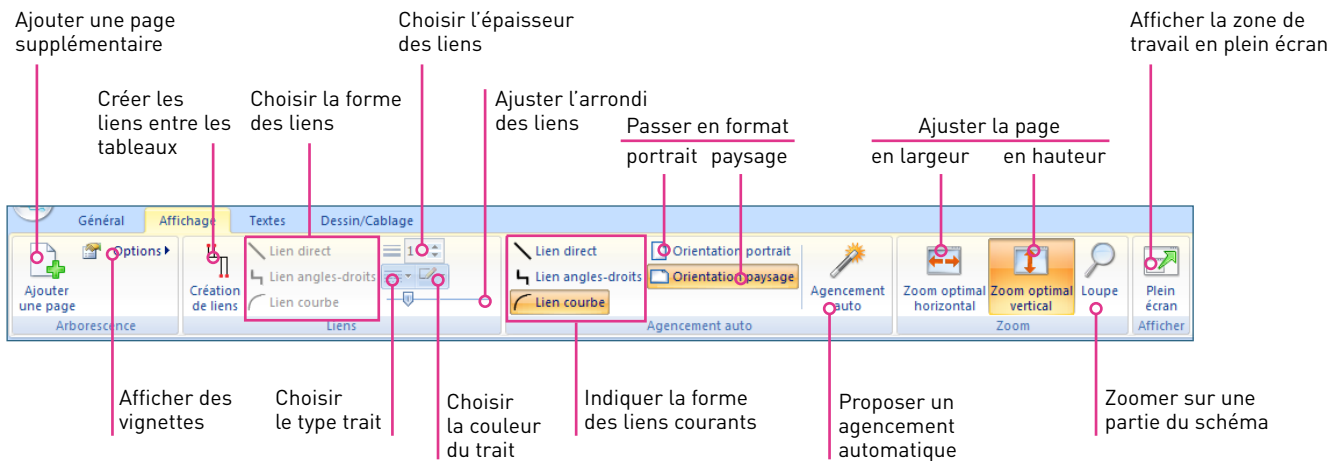 Ajouter une page
supplémentaire
Choisir l’épaisseur
des liens
Afficher la zone de
travail en plein écran
Créer les
liens entre les
tableaux
Choisir la forme
des liens
Ajuster l’arrondi
des liens
Passer en format
portrait paysage
Ajuster la page
en largeur en hauteur
Général Affichage Textes Dessin/Cablage
Ajouter
une page
Options
Arborescence
Création
de liens
Lien direct
Lien angles-droits
Lien courbe
1
Liens
Lien direct
Lien angles-droits
Lien courbe
Orientation portrait
Orientation paysage
Agencement
auto
Agencement auto
Zoom optimal
horizontal
Zoom optimal
vertical
Loupe
Zoom
Plein
écran
Afficher
Afficher des
vignettes
Choisir
le type trait
Choisir
la couleur
du trait
Indiquer la forme
des liens courants
Proposer un
agencement
automatique
Zoomer sur une
partie du schéma